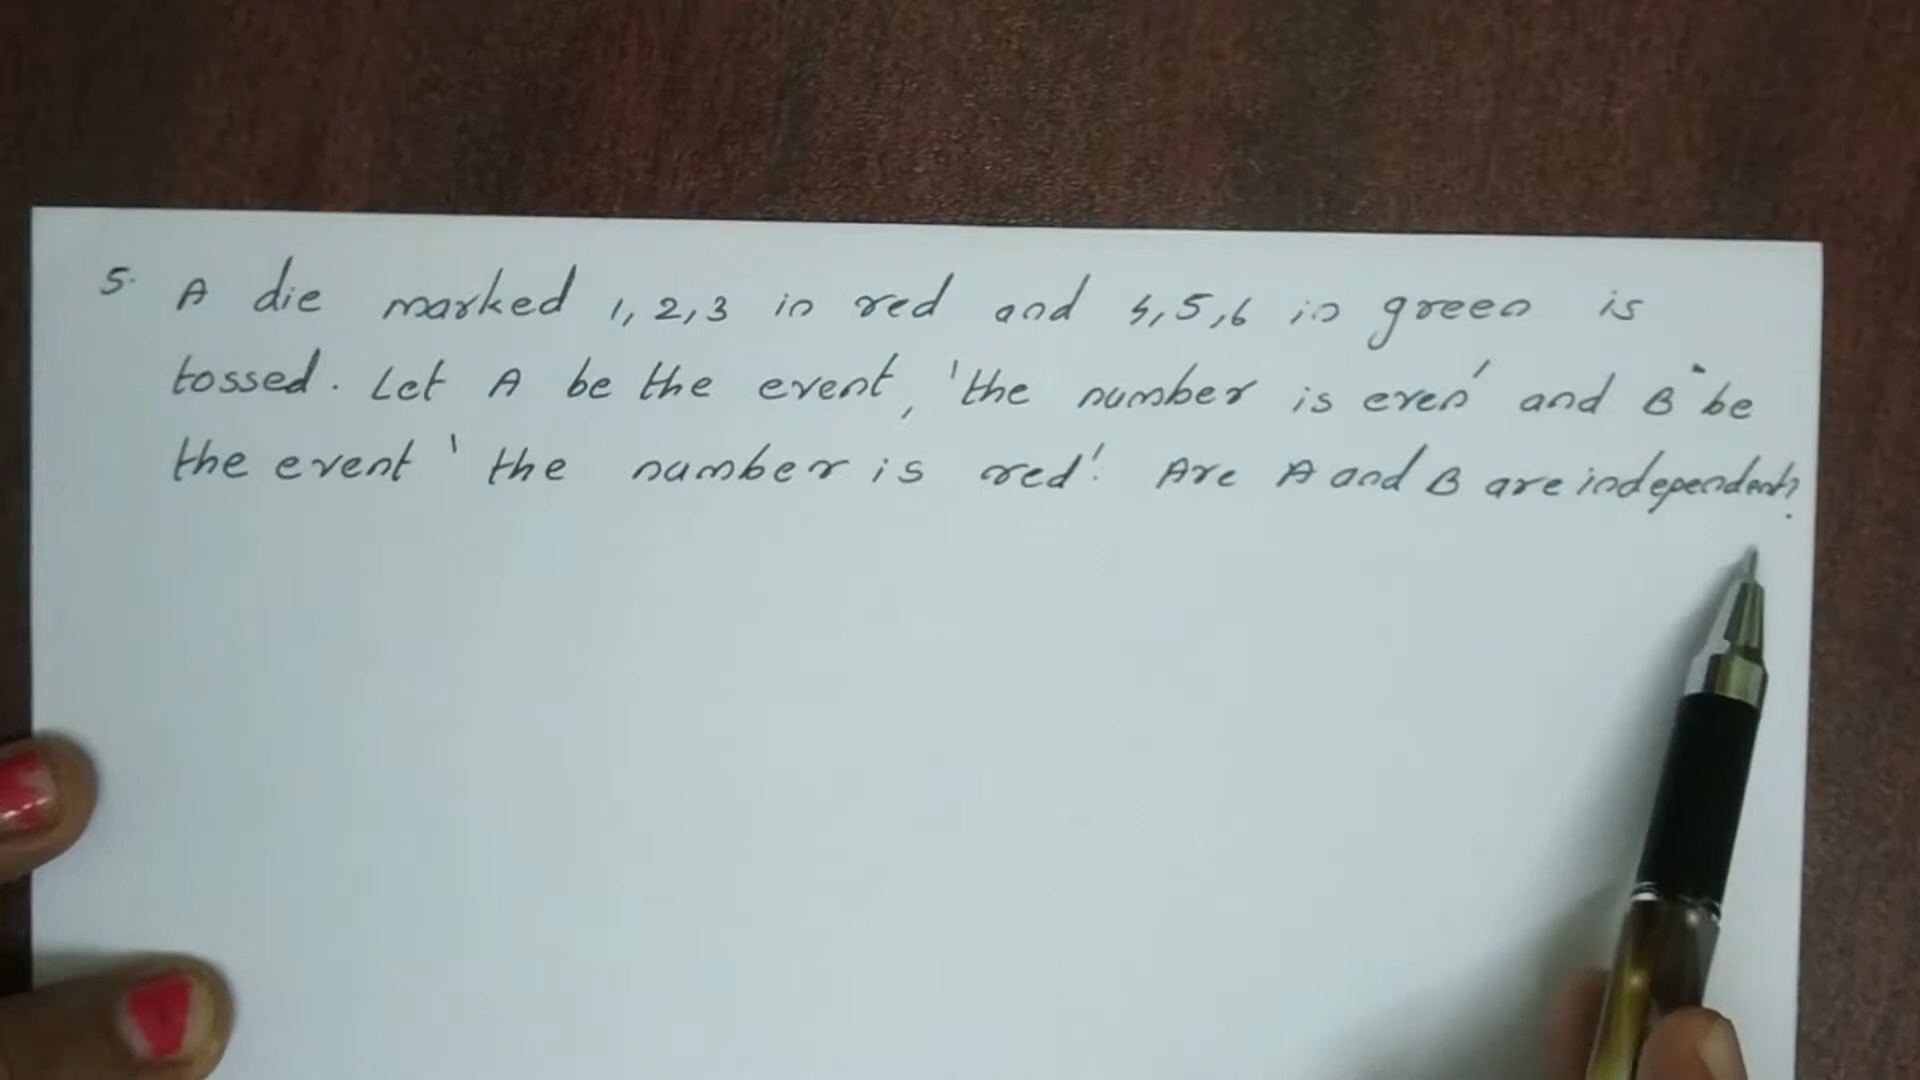 5. A die marked 1, 2, 3 in red and 4, 5, 6 in green is
tossed. Let A be the event, 'the number is even' and B be
the event 'the number is red'. Are A and B are independent?